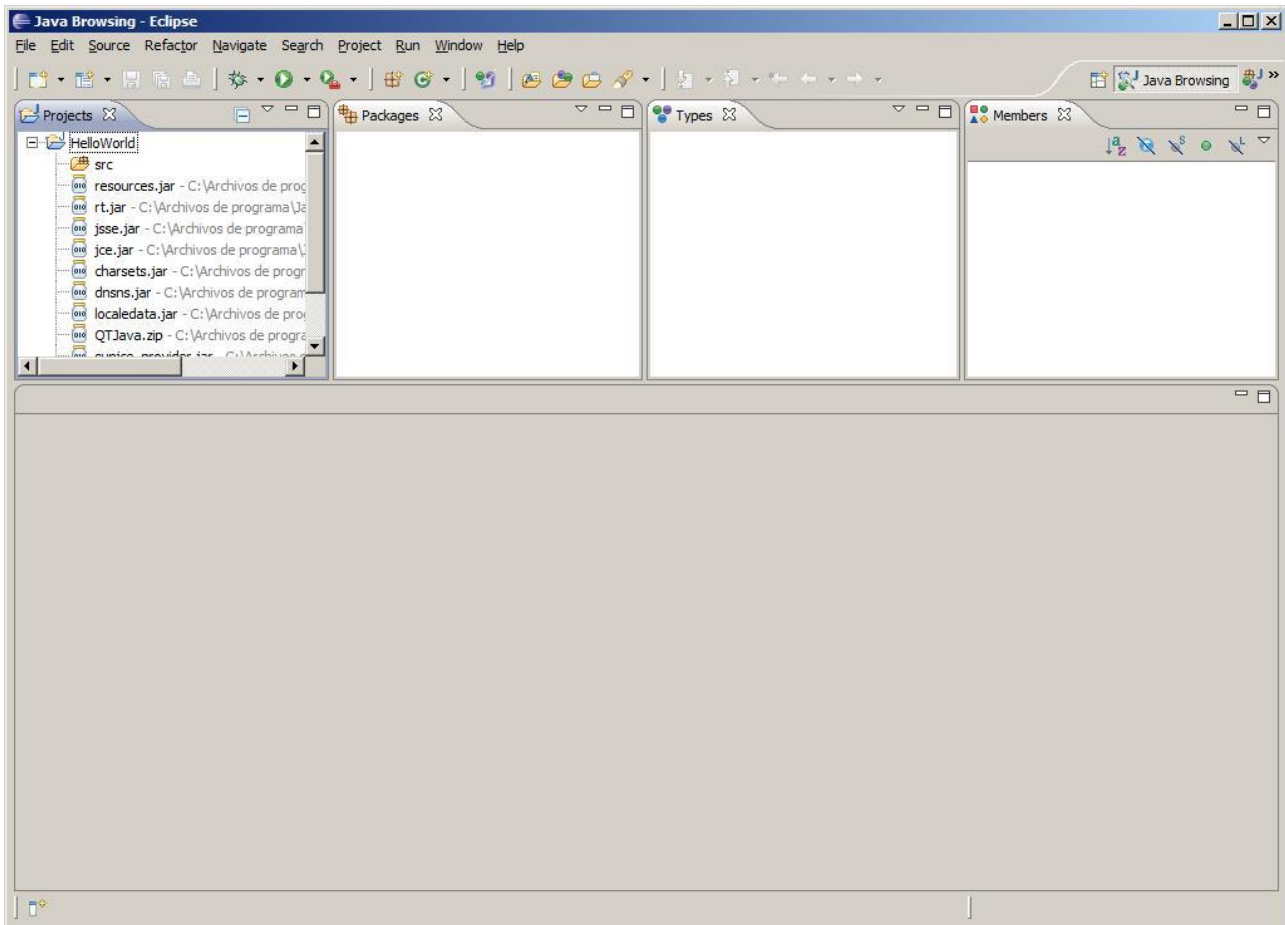 Java Browsing - Eclipse
File Edit Source Refactor Navigate Search Project Run Window Help
Java Browsing
Projects
Packages
Types
Members
HelloWorld
src
resources.jar - C:\Archivos de prog
rt.jar - C:\Archivos de programa\Ja
jsse.jar - C:\Archivos de programa
jce.jar - C:\Archivos de programa\
charsets.jar - C:\Archivos de progr
dnsns.jar - C:\Archivos de program
localedata.jar - C:\Archivos de pro
QTJava.zip - C:\Archivos de progra